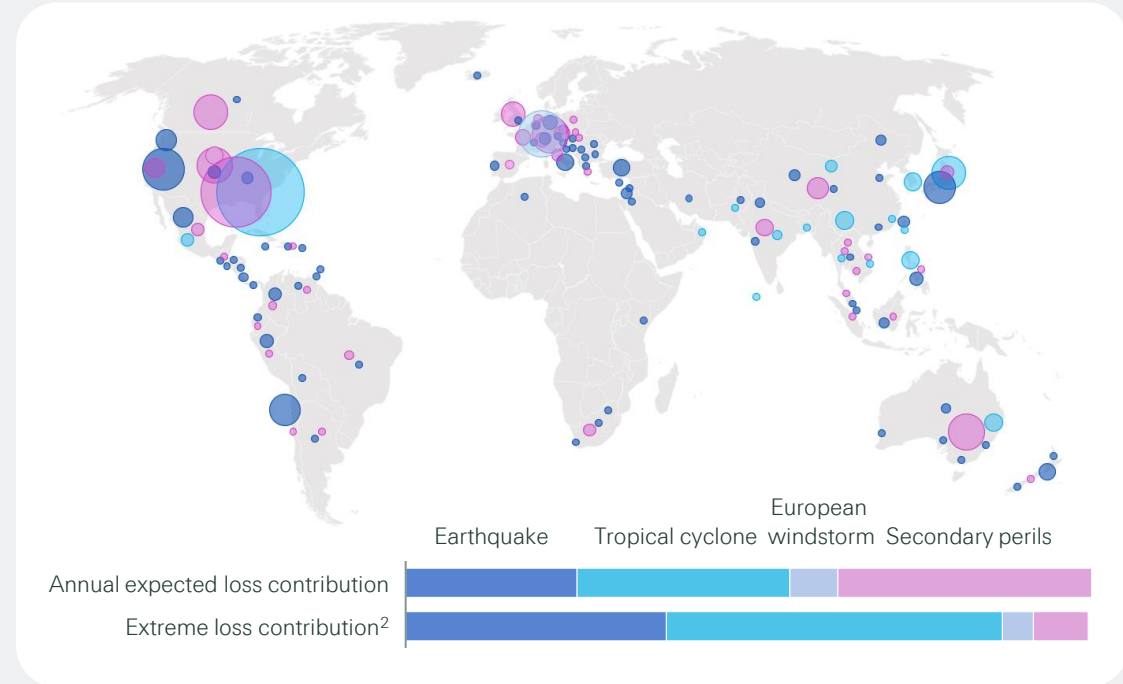 European
Earthquake Tropical cyclone windstorm Secondary perils
Annual expected loss contribution
Extreme loss contribution²